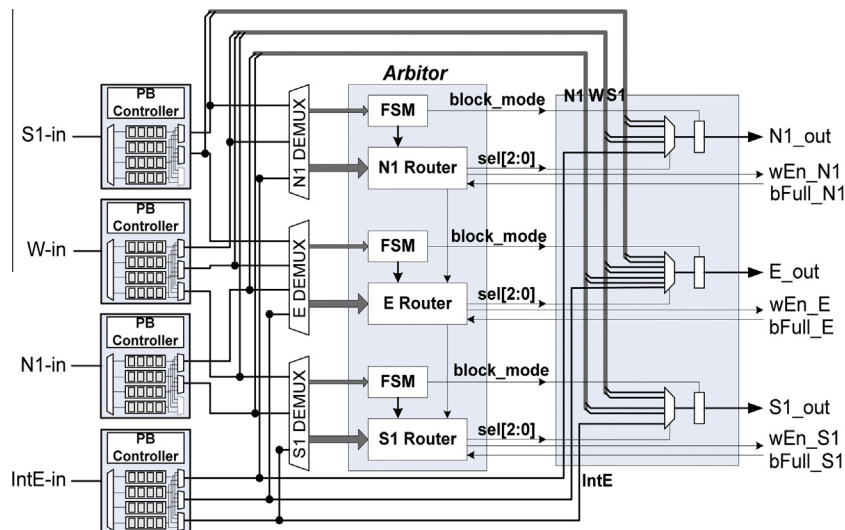 Arbitor
N1 W S1
PB
Controller
S1-in
N1 DEMUX
FSM
block_mode
N1 Router
sel[2:0]
N1_out
wEn_N1
bFull_N1
PB
Controller
W-in
E DEMUX
FSM
block_mode
E Router
sel[2:0]
E_out
wEn_E
bFull_E
PB
Controller
N1-in
S1 DEMUX
FSM
block_mode
S1 Router
sel[2:0]
S1_out
wEn_S1
bFull_S1
PB
Controller
IntE-in
IntE